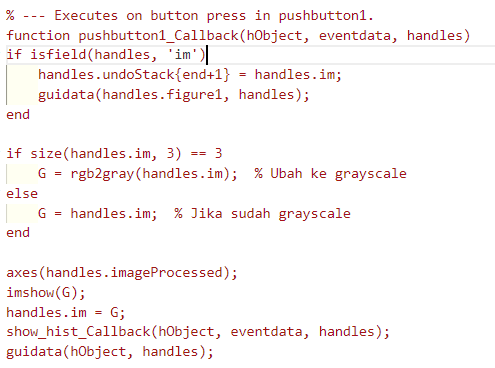 % --- Executes on button press in pushbutton1.
function pushbutton1_Callback(hObject, eventdata, handles)
if isfield(handles, 'im')
    handles.undoStack{end+1} = handles.im;
    guidata(handles.figure1, handles);
end

if size(handles.im, 3) == 3
    G = rgb2gray(handles.im);  % Ubah ke grayscale
else
    G = handles.im;  % Jika sudah grayscale
end

axes(handles.imageProcessed);
imshow(G);
handles.im = G;
show_hist_Callback(hObject, eventdata, handles);
guidata(hObject, handles);